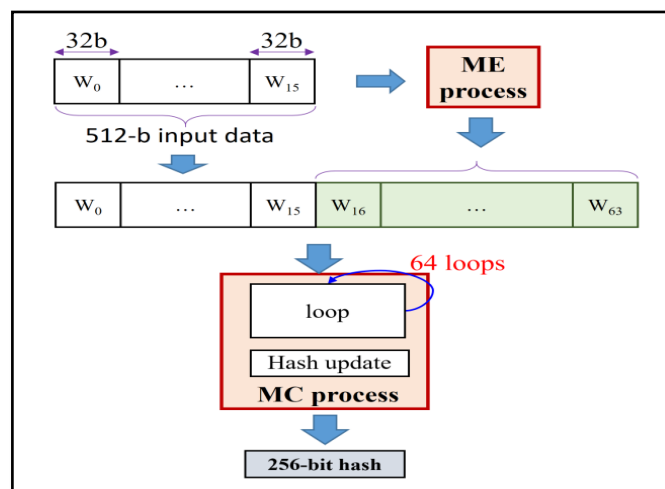 32b 32b
W0 ... W15
ME
process
512-b input data
W0 ... W15 W16 ... W63
64 loops
loop
Hash update
MC process
256-bit hash